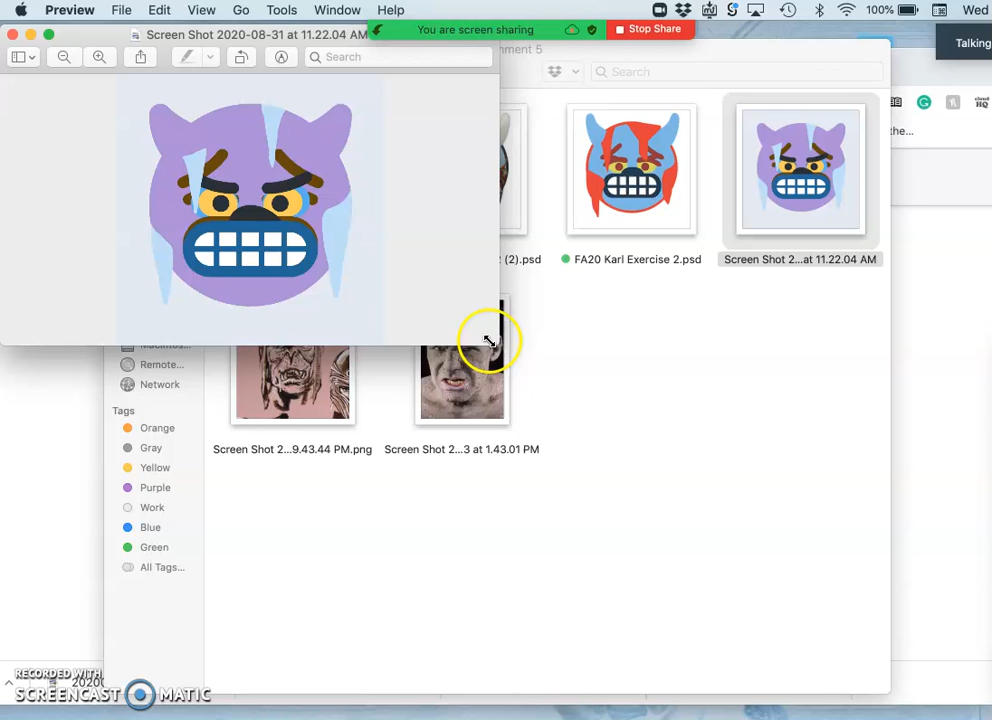 Preview File Edit View Go Tools Window Help 100% Wed
Screen Shot 2020-08-31 at 11.22.04 AM
You are screen sharing Stop Share
Talking
Search
Search
FA20 Karl Exercise 2.psd
Screen Shot 2...at 11.22.04 AM
(2).psd
Remote...
Network
Tags
Orange
Gray
Yellow
Purple
Work
Blue
Green
All Tags...
Screen Shot 2...9.43.44 PM.png
Screen Shot 2...3 at 1.43.01 PM
cloud
HQ
the...
RECORDED WITH
SCREENCAST MATIC